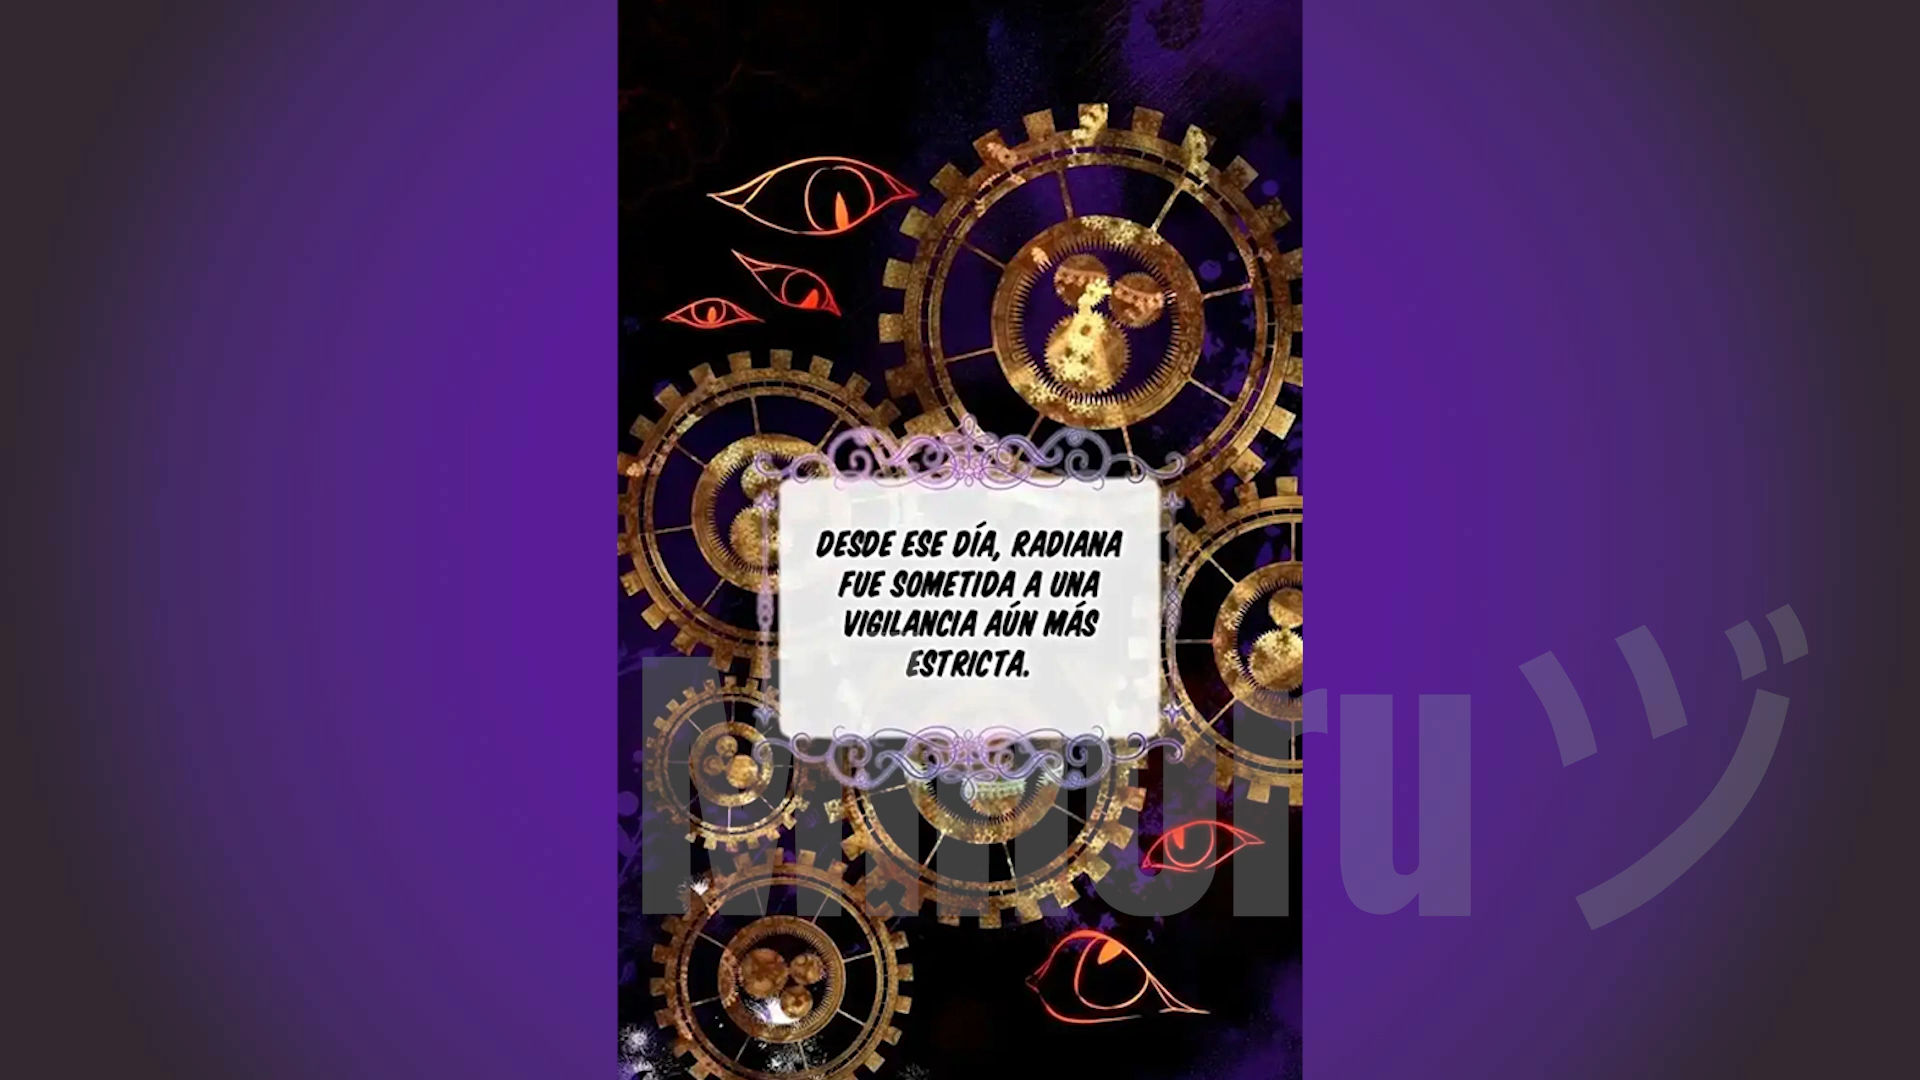 DESDE ESE DÍA, RADIANA
FUE SOMETIDA A UNA
VIGILANCIA AÚN MÁS
ESTRICTA.